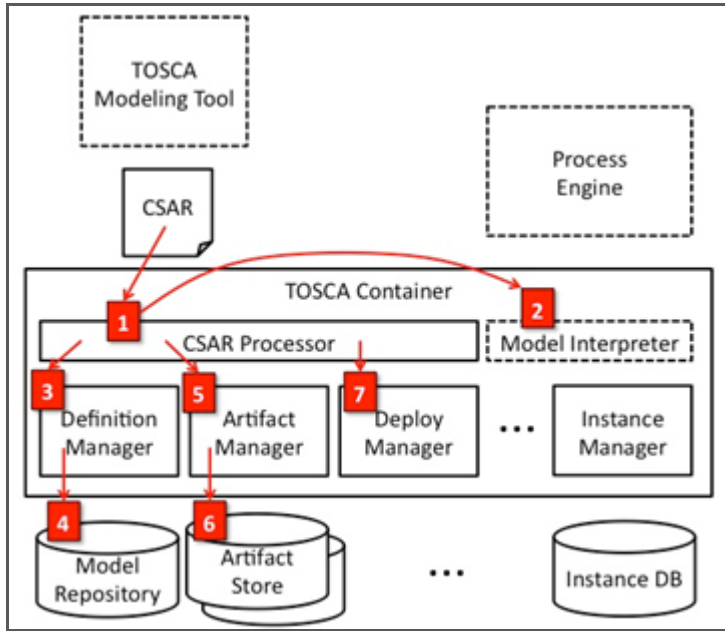 TOSCA
Modeling Tool
Process
Engine
CSAR
TOSCA Container
1
2
CSAR Processor
Model Interpreter
3
5
7
Definition
Manager
Artifact
Manager
Deploy
Manager
...
Instance
Manager
4
6
Model
Repository
Artifact
Store
...
Instance DB